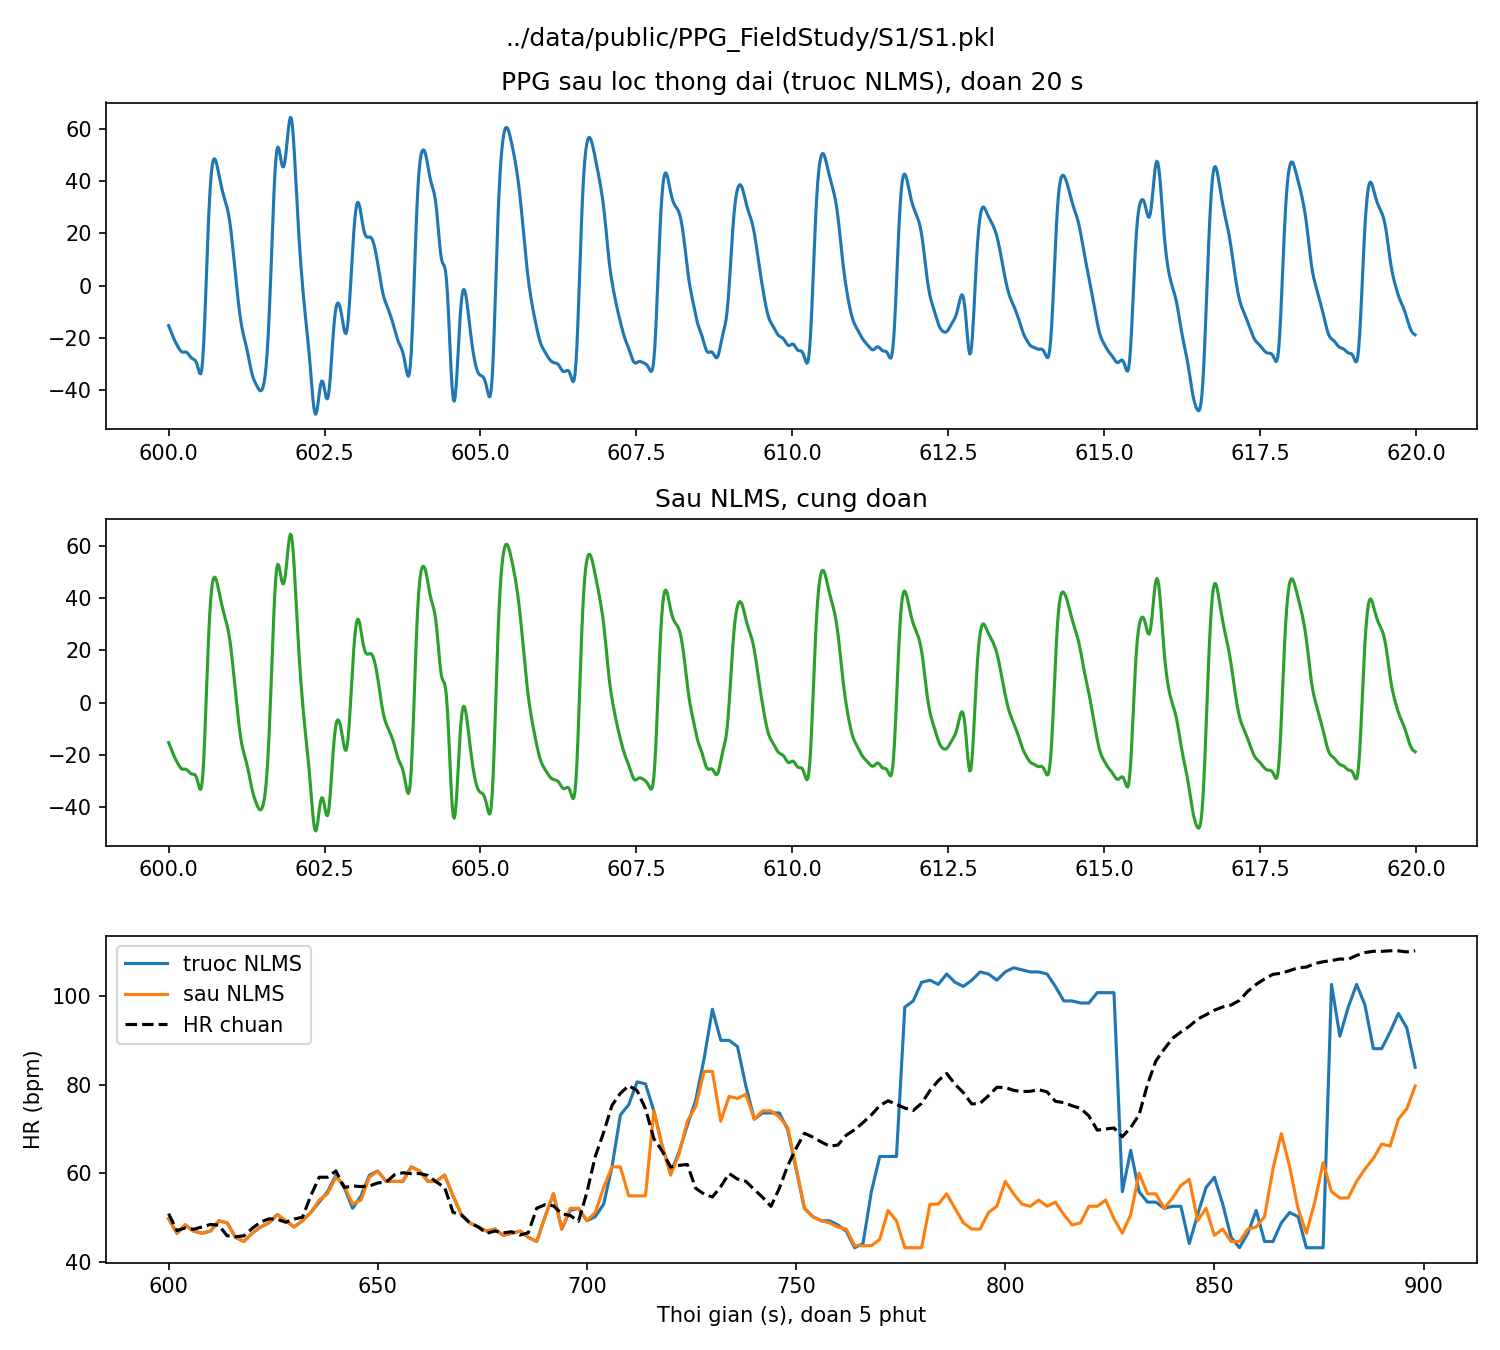 ../data/public/PPG_FieldStudy/S1/S1.pkl
PPG sau loc thong dai (truoc NLMS), doan 20 s
60
40
20
0
−20
−40
600.0 602.5 605.0 607.5 610.0 612.5 615.0 617.5 620.0
Sau NLMS, cung doan
60
40
20
0
−20
−40
600.0 602.5 605.0 607.5 610.0 612.5 615.0 617.5 620.0
truoc NLMS
sau NLMS
HR chuan
HR (bpm)
100
80
60
40
600 650 700 750 800 850 900
Thoi gian (s), doan 5 phut